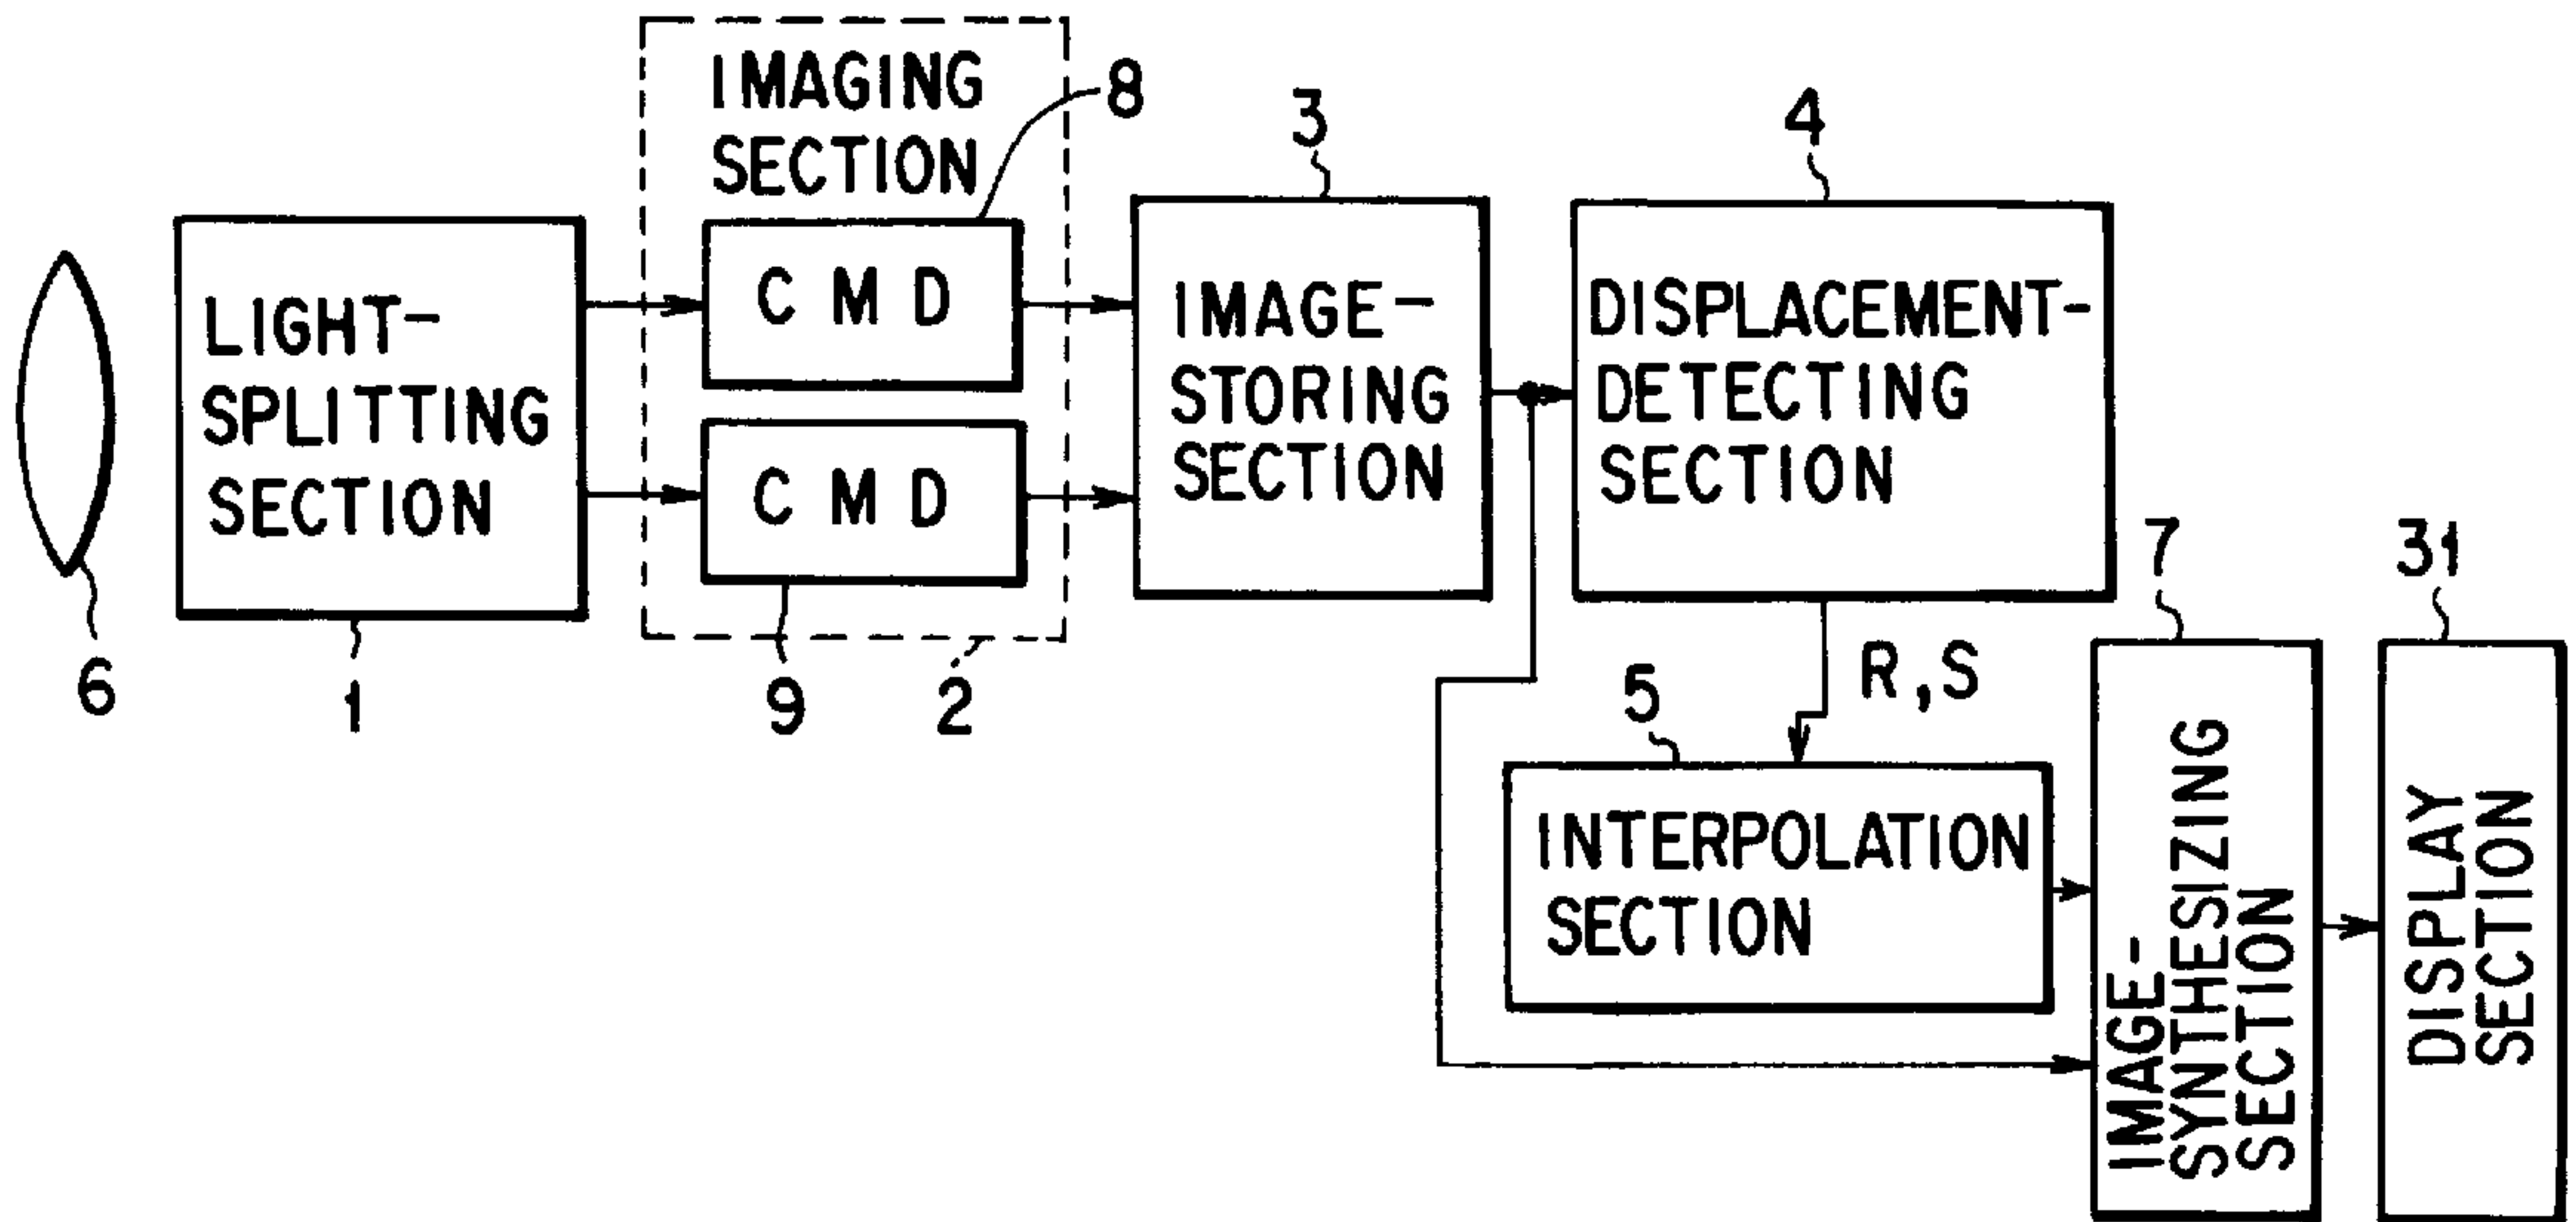 IMAGING
SECTION
8
3
4
LIGHT-
SPLITTING
SECTION
C M D
C M D
IMAGE-
STORING
SECTION
DISPLACEMENT-
DETECTING
SECTION
6
1
9
2
R,S
5
7
31
INTERPOLATION
SECTION
IMAGE-
SYNTHESIZING
SECTION
DISPLAY
SECTION